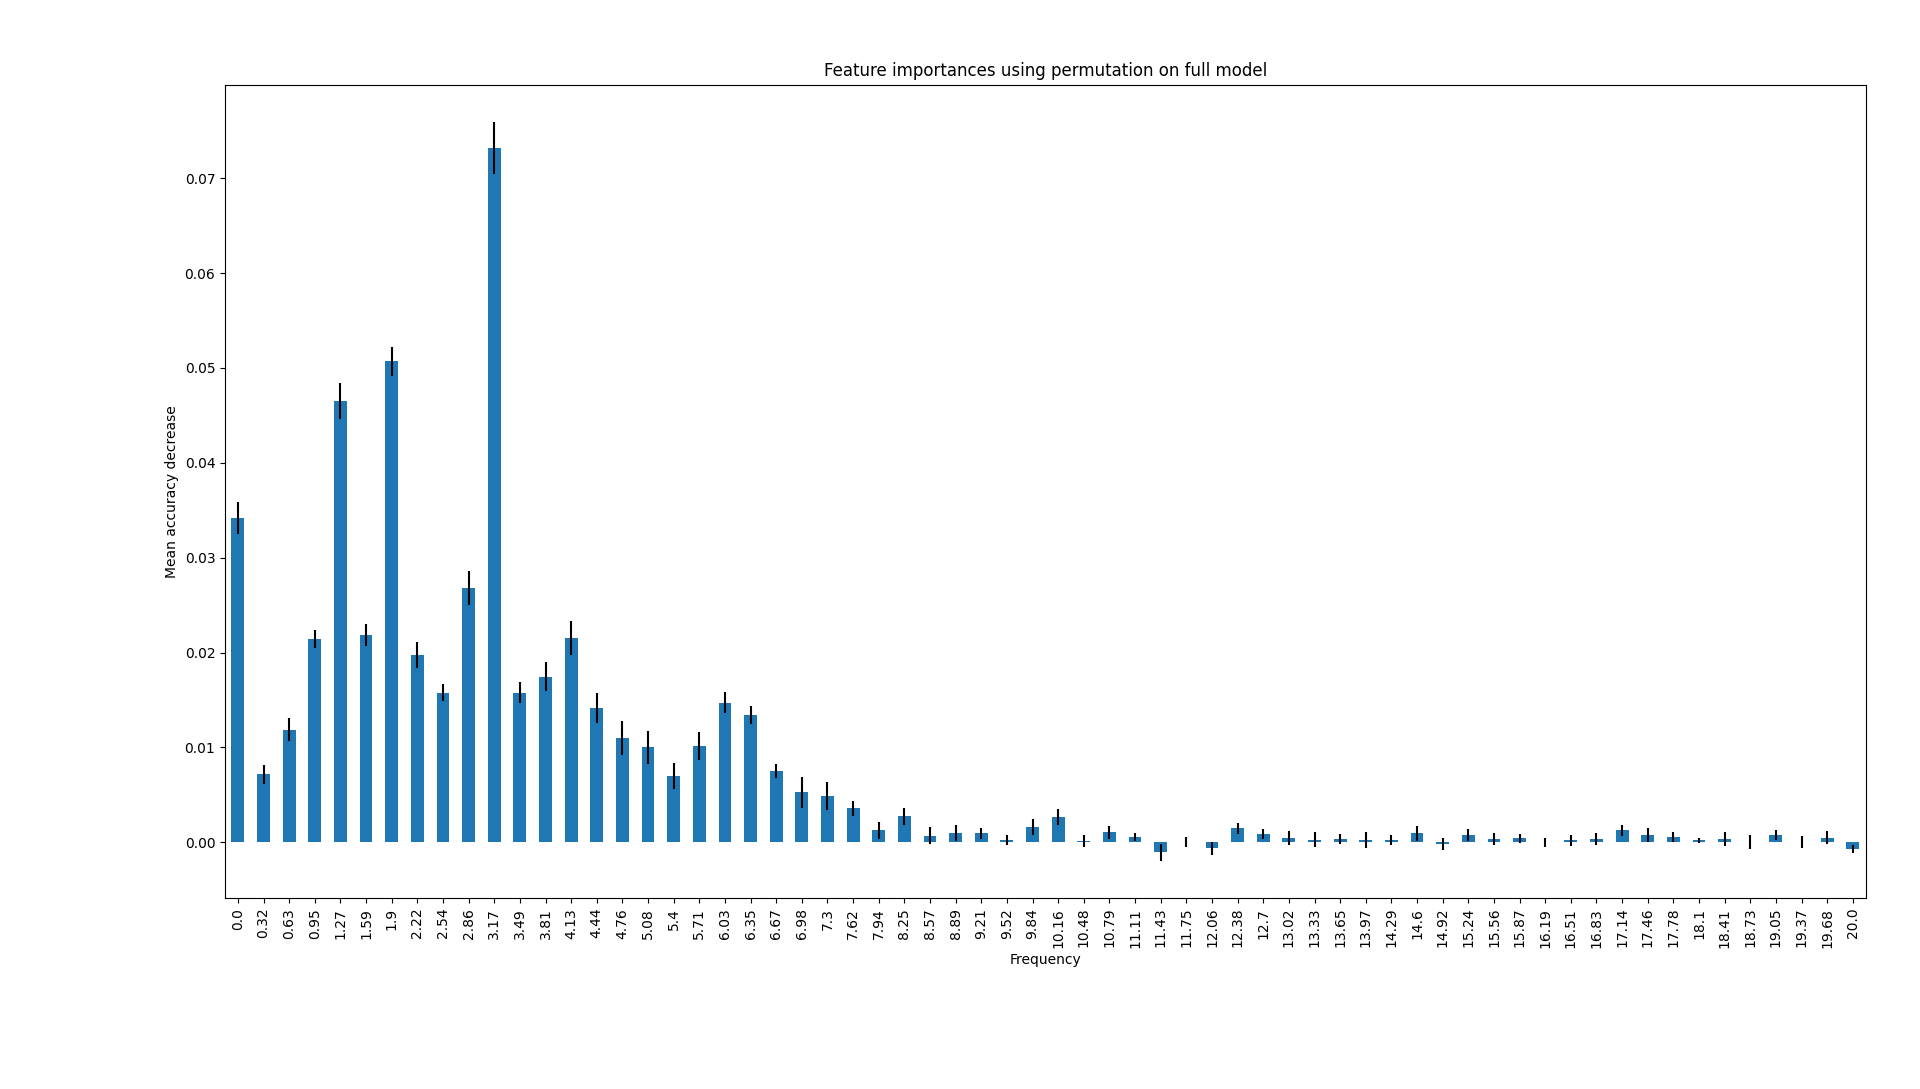 Feature importances using permutation on full model
Mean accuracy decrease
0.07
0.06
0.05
0.04
0.03
0.02
0.01
0.00
0.0 0.32 0.63 0.95 1.27 1.59 1.9 2.22 2.54 2.86 3.17 3.49 3.81 4.13 4.44 4.76 5.08 5.4 5.71 6.03 6.35 6.67 6.98 7.3 7.62 7.94 8.25 8.57 8.89 9.21 9.52 9.84 10.16 10.48 10.79 11.11 11.43 11.75 12.06 12.38 12.7 13.02 13.33 13.65 13.97 14.29 14.6 14.92 15.24 15.56 15.87 16.19 16.51 16.83 17.14 17.46 17.78 18.1 18.41 18.73 19.05 19.37 19.68 20.0
Frequency